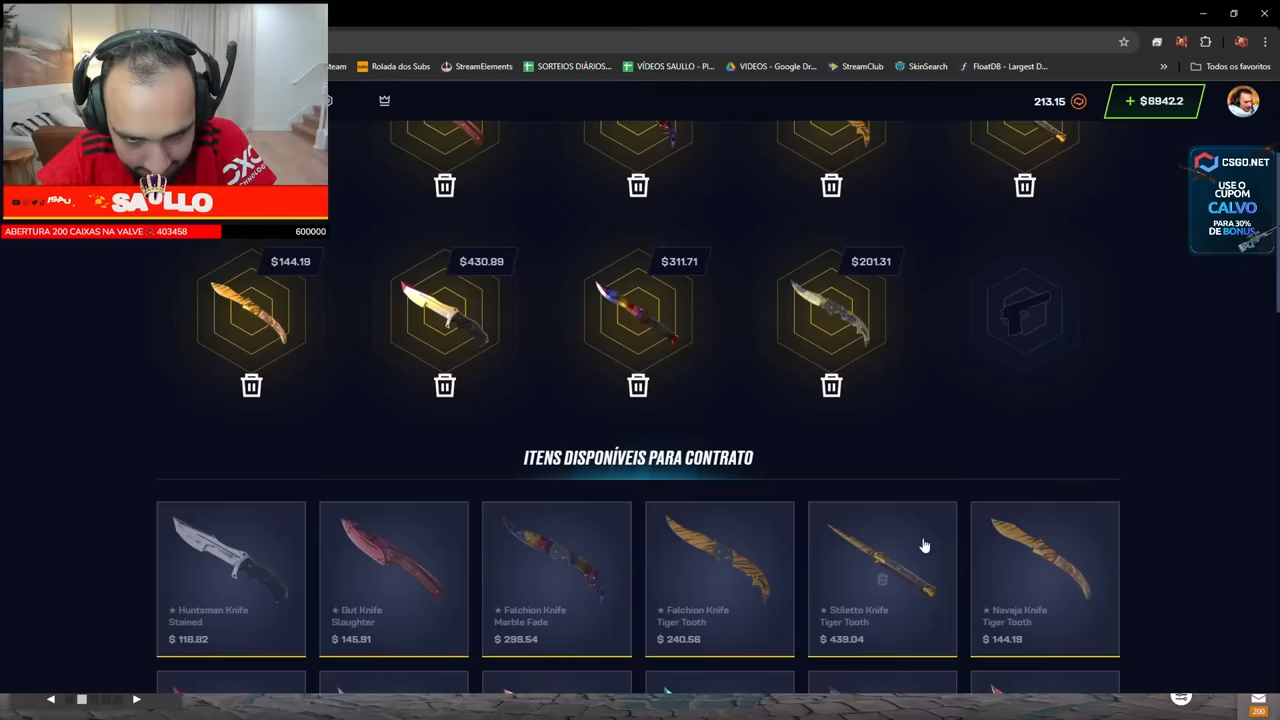 team
Rolada dos Subs
StreamElements
SORTEIOS DIÁRIOS...
VÍDEOS SAULLO - Pl...
VIDEOS - Google Dr...
StreamClub
SkinSearch
FloatDB - Largest D...
»
Todos os favoritos
213.15
+ $6942.2
CSGO.NET
USE O
CUPOM
CALVO
PARA 30%
DE BONUS
SAULLO
ABERTURA 200 CAIXAS NA VALVE
403458
600000
$144.19
$430.89
$311.71
$201.31
ITENS DISPONÍVEIS PARA CONTRATO
★ Huntsman Knife
Stained
$ 118.82
★ Gut Knife
Slaughter
$ 145.91
★ Falchion Knife
Marble Fade
$ 299.54
★ Falchion Knife
Tiger Tooth
$ 240.56
★ Stiletto Knife
Tiger Tooth
$ 439.04
★ Navaja Knife
Tiger Tooth
$ 144.19
200